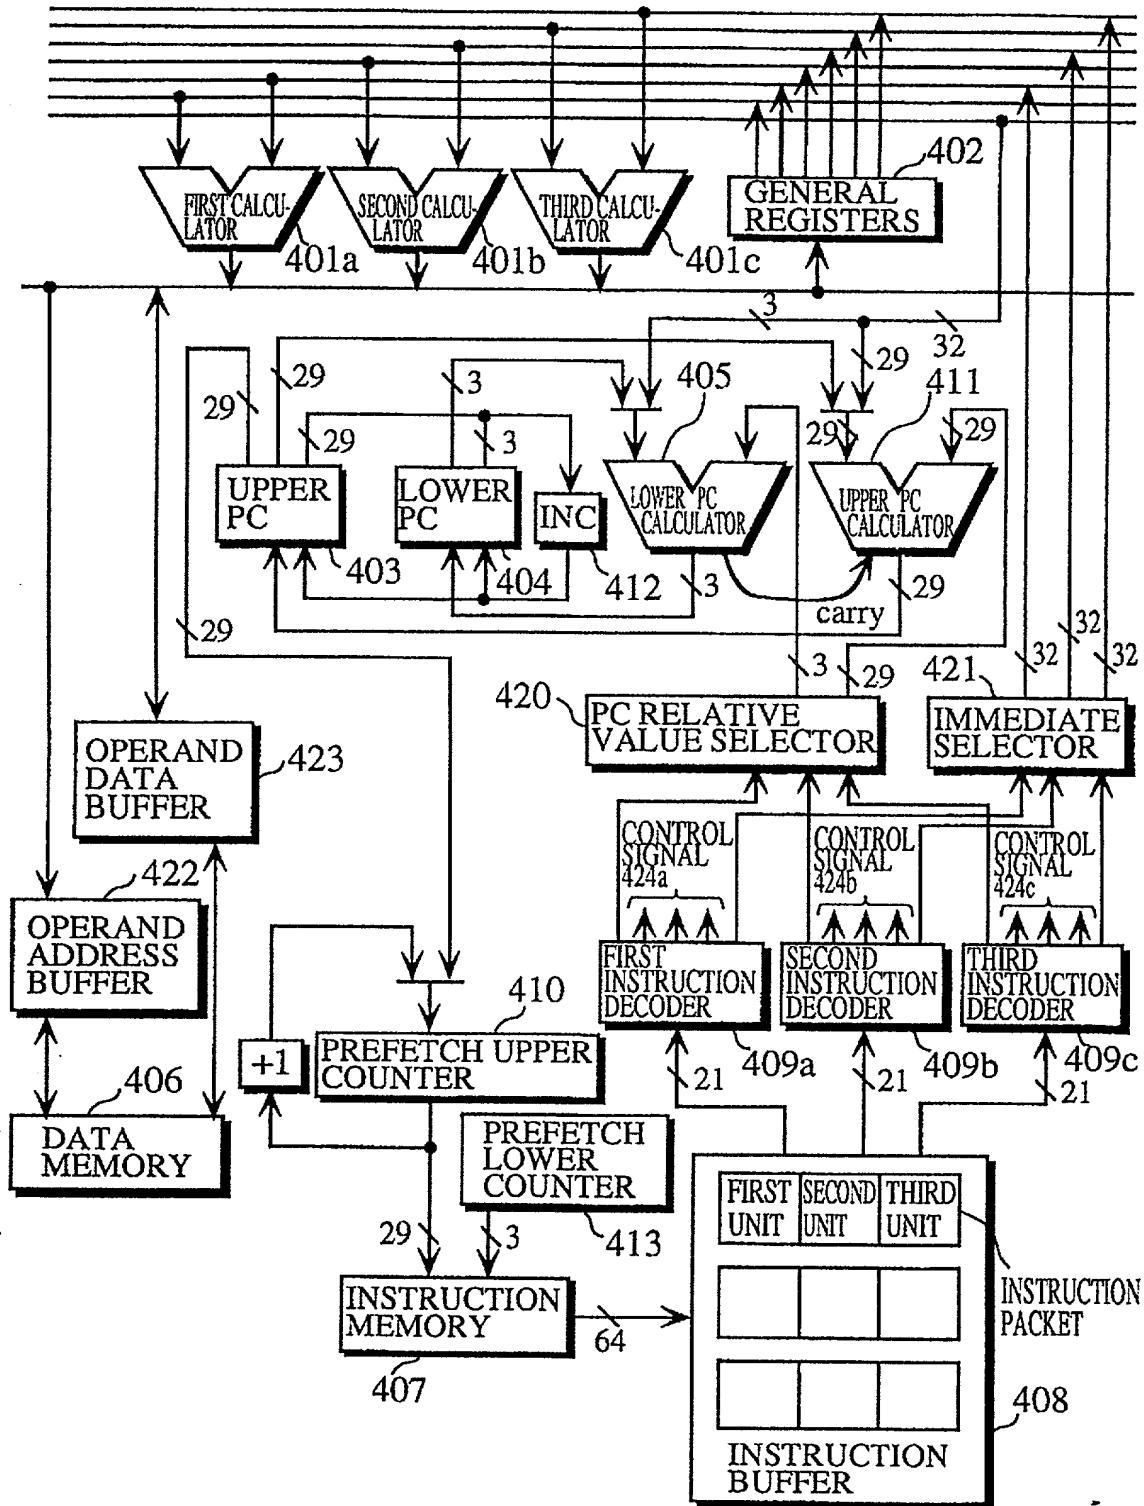 402
GENERAL
REGISTERS
FIRST CALCU-
LATOR
401a
SECOND CALCU-
LATOR
401b
THIRD CALCU-
LATOR
401c
3
32
29
29
29
3
405
411
29
3
29
29
UPPER
PC
403
LOWER
PC
404
INC
412
LOWER PC
CALCULATOR
UPPER PC
CALCULATOR
3
carry
29
29
3
29
32
32
32
420
PC RELATIVE
VALUE SELECTOR
421
IMMEDIATE
SELECTOR
OPERAND
DATA
BUFFER
423
422
OPERAND
ADDRESS
BUFFER
CONTROL
SIGNAL
424a
CONTROL
SIGNAL
424b
CONTROL
SIGNAL
424c
FIRST
INSTRUCTION
DECODER
409a
SECOND
INSTRUCTION
DECODER
409b
THIRD
INSTRUCTION
DECODER
409c
410
+1
PREFETCH UPPER
COUNTER
21
21
21
406
DATA
MEMORY
PREFETCH
LOWER
COUNTER
413
29
3
INSTRUCTION
MEMORY
407
64
FIRST
UNIT
SECOND
UNIT
THIRD
UNIT
INSTRUCTION
PACKET
408
INSTRUCTION
BUFFER